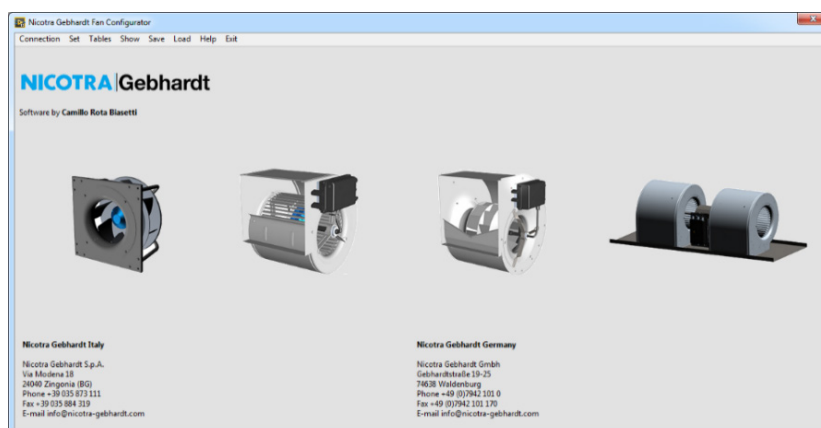 Nicotra Gebhardt Fan Configurator
Connection Set Tables Show Save Load Help Exit
NICOTRA|Gebhardt
Software by Camillo Rota Biasetti
Nicotra Gebhardt Italy
Nicotra Gebhardt S.p.A.
Via Modena 18
24040 Zingonia (BG)
Phone +39 035 873 111
Fax +39 035 884 319
E-mail info@nicotra-gebhardt.com
Nicotra Gebhardt Germany
Nicotra Gebhardt Gmbh
Gebhardtstraße 19-25
74638 Waldenburg
Phone +49 (0)7942 101 0
Fax +49 (0)7942 101 170
E-mail info@nicotra-gebhardt.com